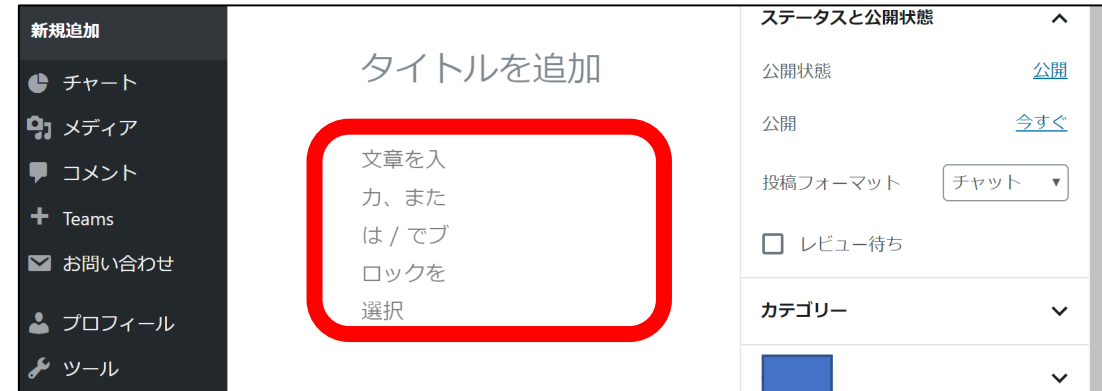 新規追加
チャート
メディア
コメント
Teams
お問い合わせ
プロフィール
ツール
タイトルを追加
文章を入
力、また
は / でブ
ロックを
選択
ステータスと公開状態
公開状態 公開
公開 今すぐ
投稿フォーマット チャット
レビュー待ち
カテゴリー